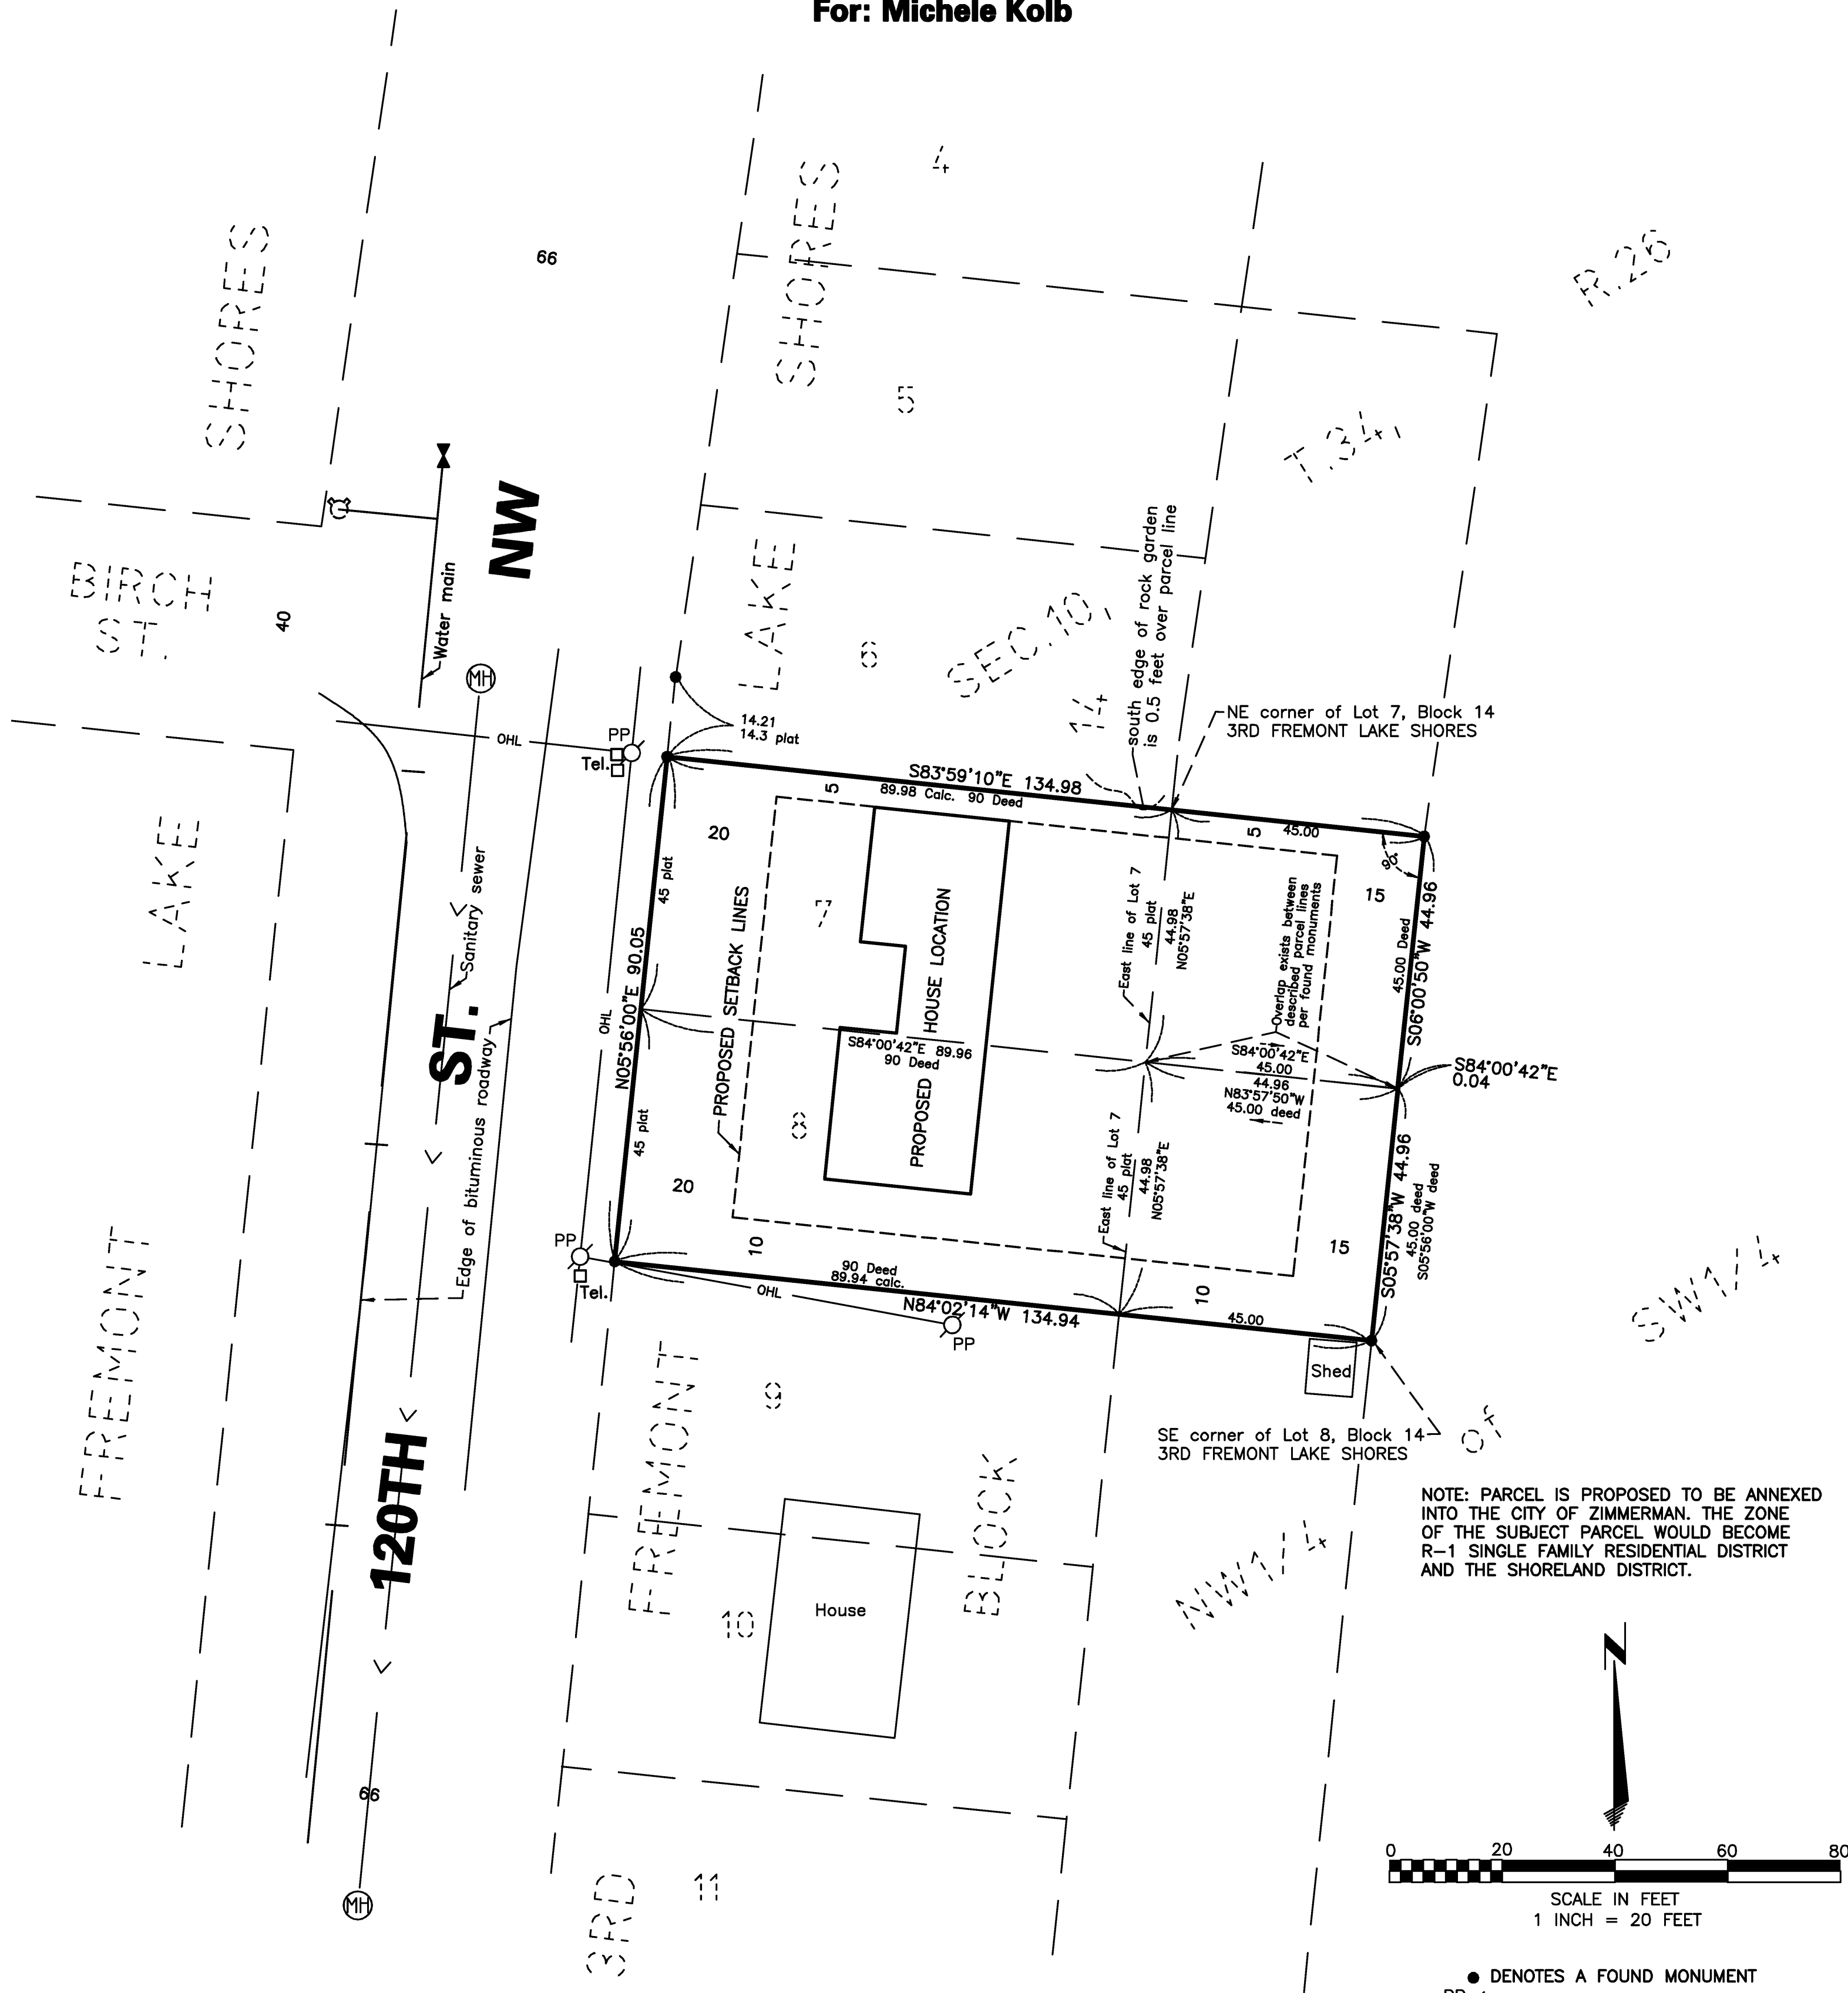 For: Michele Kolb
4
SHORES
SHORES
66
R.26
5
T.34,
NW
BIRCH
ST.
40
Water main
MH
LAKE
6
SEC.10,
14
south edge of rock garden
is 0.5 feet over parcel line
NE corner of Lot 7, Block 14
3RD FREMONT LAKE SHORES
14.21
14.3 plat
OHL
PP
Tel.
S83°59'10"E 134.98
89.98 Calc. 90 Deed
5
5
45.00
90°
20
15
LAKE
Sanitary sewer
45 plat
7
PROPOSED SETBACK LINES
PROPOSED HOUSE LOCATION
East line of Lot 7
45 plat
44.98
N05°57'38"E
Overlap exists between
described parcel lines
per found monuments
45.00 Deed
S06°00'50"W 44.96
N05°56'00"E 90.05
OHL
ST.
Edge of bituminous roadway
S84°00'42"E 89.96
90 Deed
S84°00'42"E
45.00
44.96
N83°57'50"W
45.00 deed
S84°00'42"E
0.04
45 plat
8
East line of Lot 7
45 plat
44.98
N05°57'38"E
S05°57'38"W 44.96
45.00 deed
S05°56'00"W deed
20
15
10
10
PP
Tel.
90 Deed
89.94 calc.
OHL
N84°02'14"W 134.94
45.00
PP
Shed
SW1/4
FREMONT
FREMONT
9
SE corner of Lot 8, Block 14
3RD FREMONT LAKE SHORES
of
120TH
BLOCK
NOTE: PARCEL IS PROPOSED TO BE ANNEXED
INTO THE CITY OF ZIMMERMAN. THE ZONE
OF THE SUBJECT PARCEL WOULD BECOME
R-1 SINGLE FAMILY RESIDENTIAL DISTRICT
AND THE SHORELAND DISTRICT.
NW1/4
House
10
N
66
0 20 40 60 80
SCALE IN FEET
1 INCH = 20 FEET
11
MH
3RD
DENOTES A FOUND MONUMENT